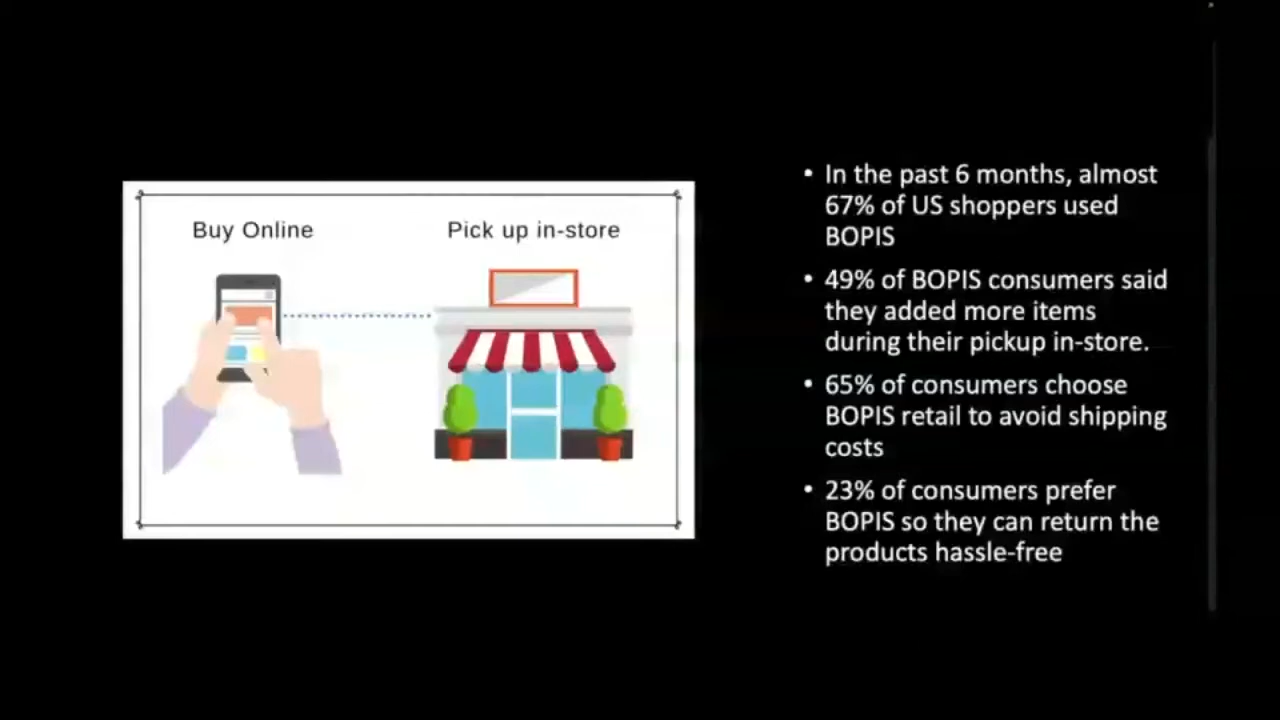 Buy Online
Pick up in-store
• In the past 6 months, almost
67% of US shoppers used
BOPIS
• 49% of BOPIS consumers said
they added more items
during their pickup in-store.
• 65% of consumers choose
BOPIS retail to avoid shipping
costs
• 23% of consumers prefer
BOPIS so they can return the
products hassle-free